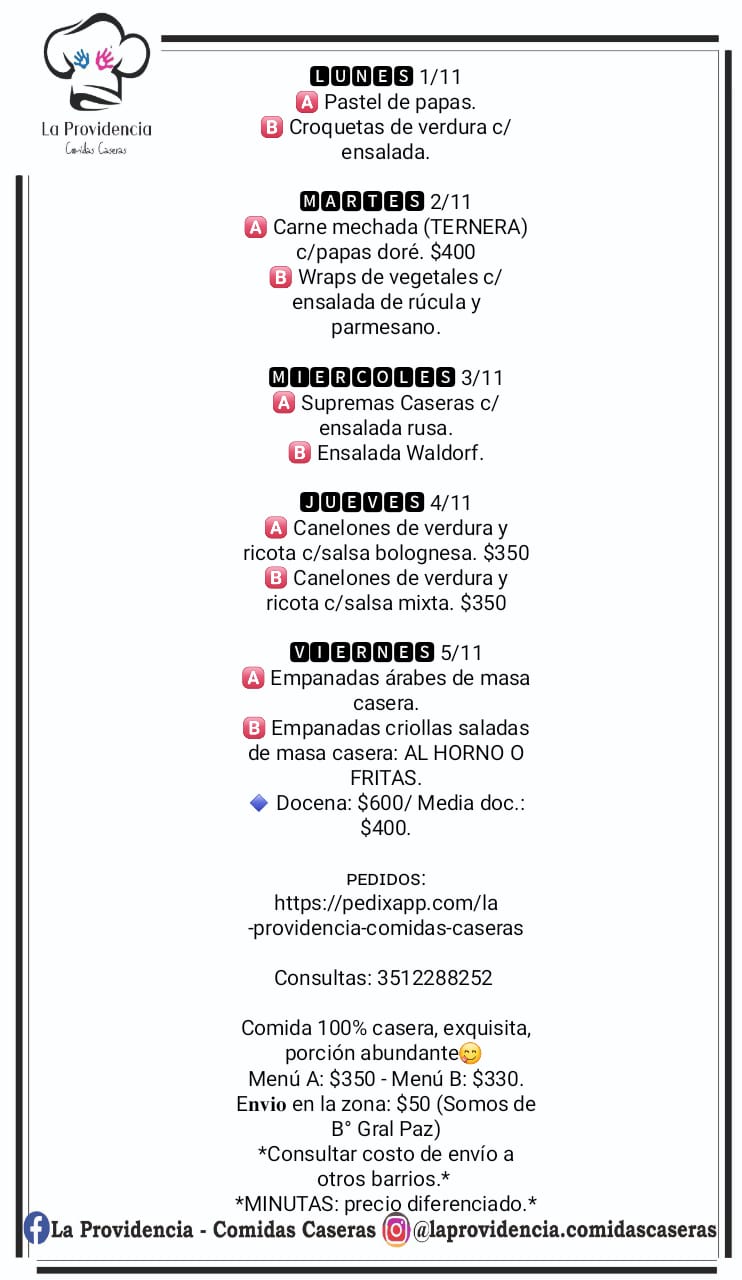 La Providencia
Comidas Caseras
LUNES 1/11
🅰 Pastel de papas.
🅱 Croquetas de verdura c/
ensalada.
MARTES 2/11
🅰 Carne mechada (TERNERA)
c/papas doré. $400
🅱 Wraps de vegetales c/
ensalada de rúcula y
parmesano.
MIERCOLES 3/11
🅰 Supremas Caseras c/
ensalada rusa.
🅱 Ensalada Waldorf.
JUEVES 4/11
🅰 Canelones de verdura y
ricota c/salsa bolognesa. $350
🅱 Canelones de verdura y
ricota c/salsa mixta. $350
VIERNES 5/11
🅰 Empanadas árabes de masa
casera.
🅱 Empanadas criollas saladas
de masa casera: AL HORNO O
FRITAS.
🔹 Docena: $600/ Media doc.:
$400.
PEDIDOS:
https://pedixapp.com/la
-providencia-comidas-caseras
Consultas: 3512288252
Comida 100% casera, exquisita,
porción abundante😋
Menú A: $350 - Menú B: $330.
Envio en la zona: $50 (Somos de
B° Gral Paz)
*Consultar costo de envío a
otros barrios.*
*MINUTAS: precio diferenciado.*
La Providencia - Comidas Caseras @laprovidencia.comidascaseras